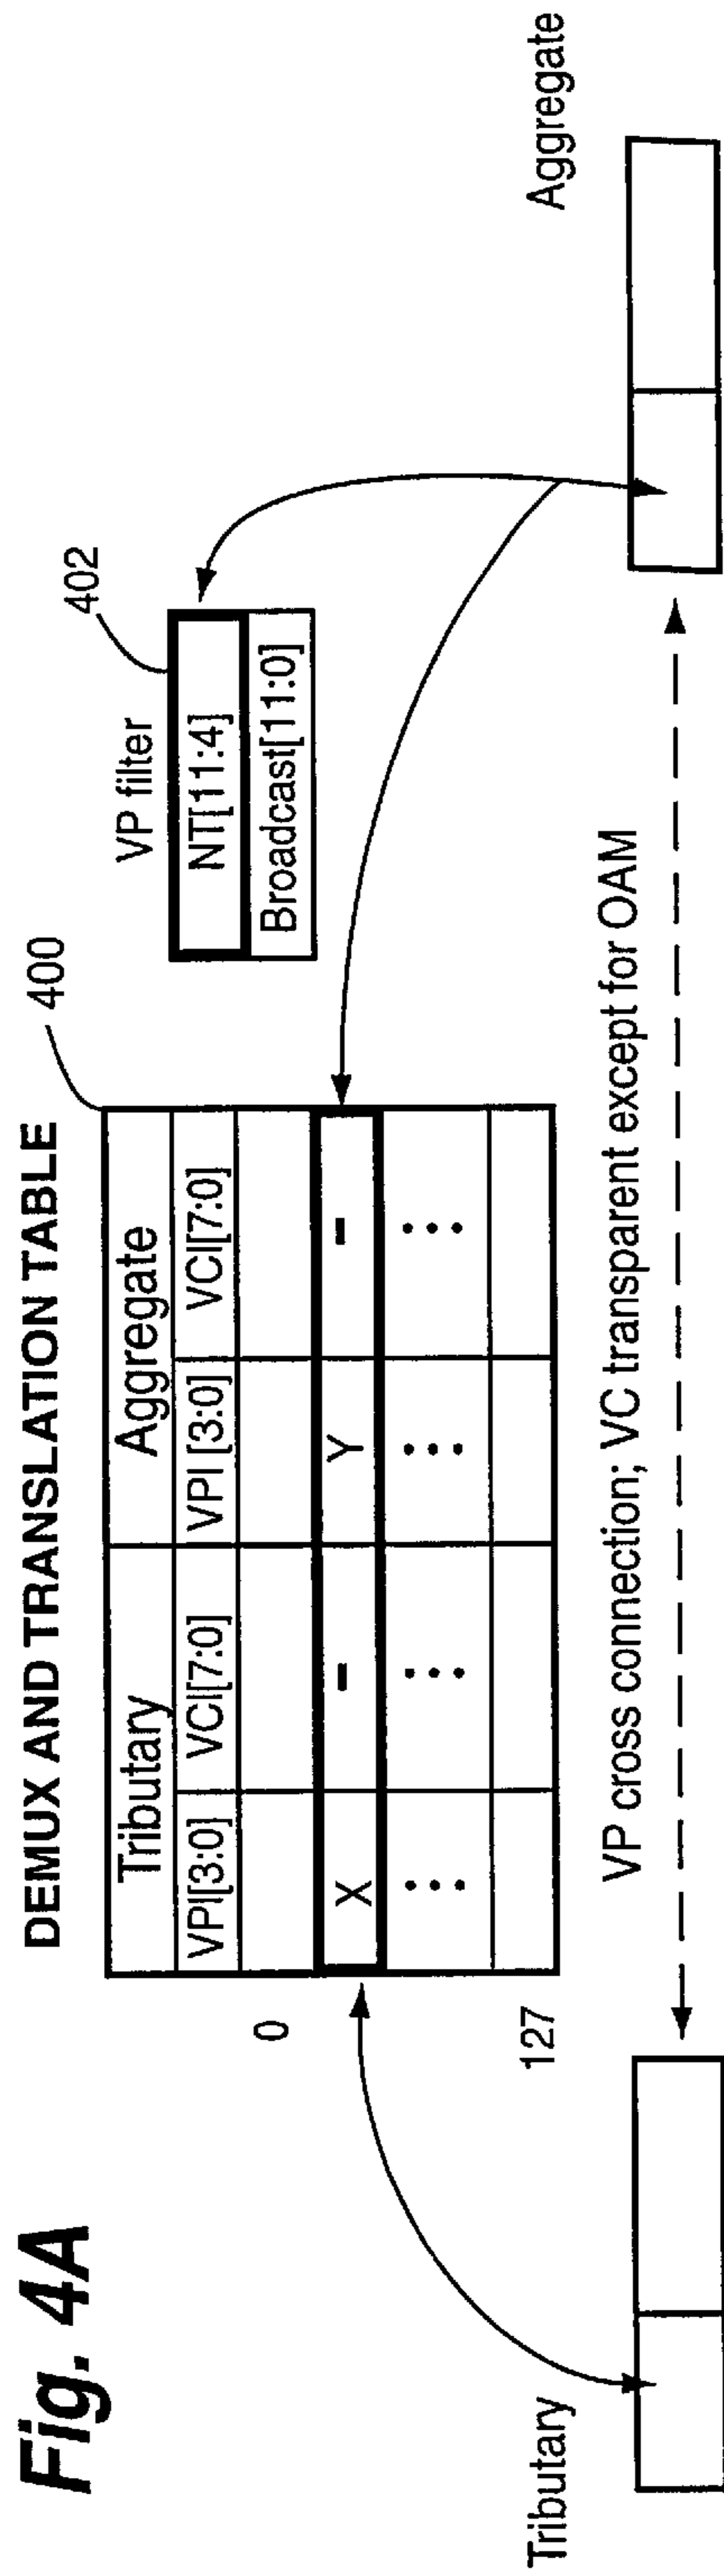 Fig. 4A
DEMUX AND TRANSLATION TABLE
400
Tributary Aggregate
VPI[3:0] VCI[7:0] VPI [3:0] VCI[7:0]
0
X - Y -
... ... ... ...
127
VP filter
402
NT[11:4]
Broadcast[11:0]
Tributary
Aggregate
VP cross connection; VC transparent except for OAM